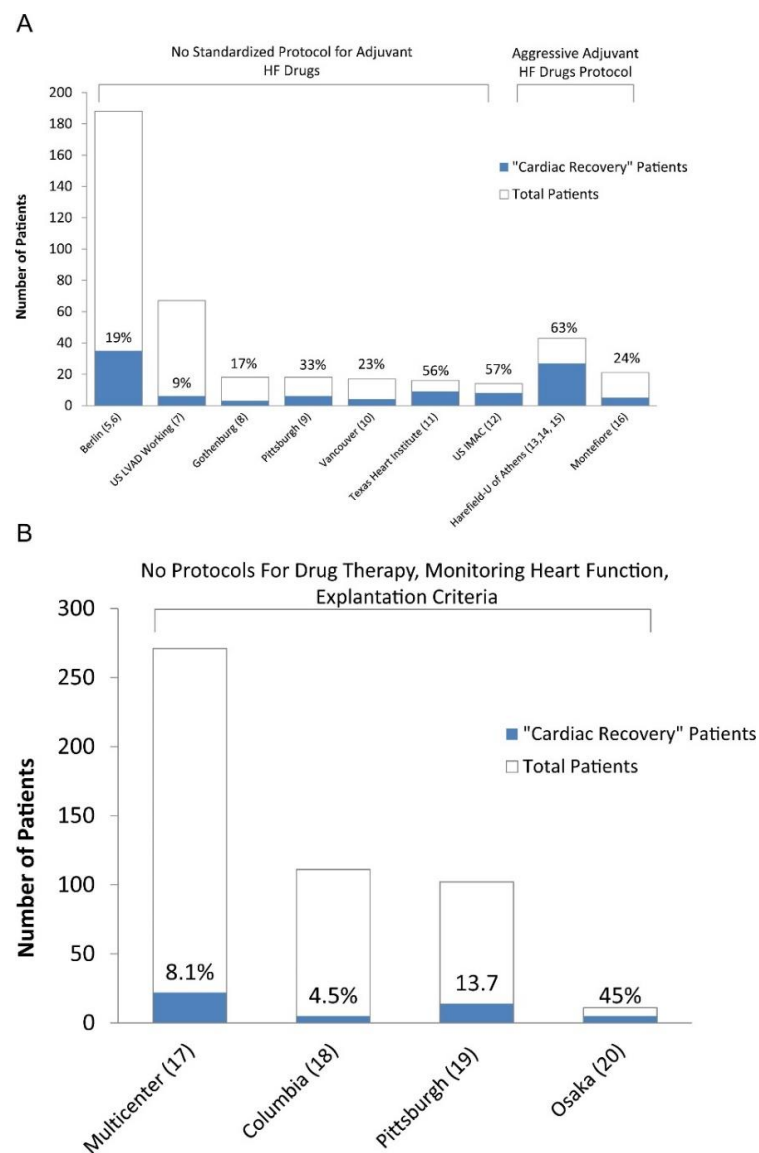 A
No Standardized Protocol for Adjuvant
HF Drugs
Aggressive Adjuvant
HF Drugs Protocol
Number of Patients
200
180
160
140
120
100
80
60
40
20
0
"Cardiac Recovery" Patients
Total Patients
19%
9%
17%
33%
23%
56%
57%
63%
24%
Berlin (5,6)
US LVAD Working (7)
Gothenburg (8)
Pittsburgh (9)
Vancouver (10)
Texas Heart Institute (11)
US IMAC (12)
Harefield-U of Athens (13,14, 15)
Montefiore (16)
B
No Protocols For Drug Therapy, Monitoring Heart Function,
Explantation Criteria
Number of Patients
300
250
200
150
100
50
0
"Cardiac Recovery" Patients
Total Patients
8.1%
4.5%
13.7
45%
Multicenter (17)
Columbia (18)
Pittsburgh (19)
Osaka (20)